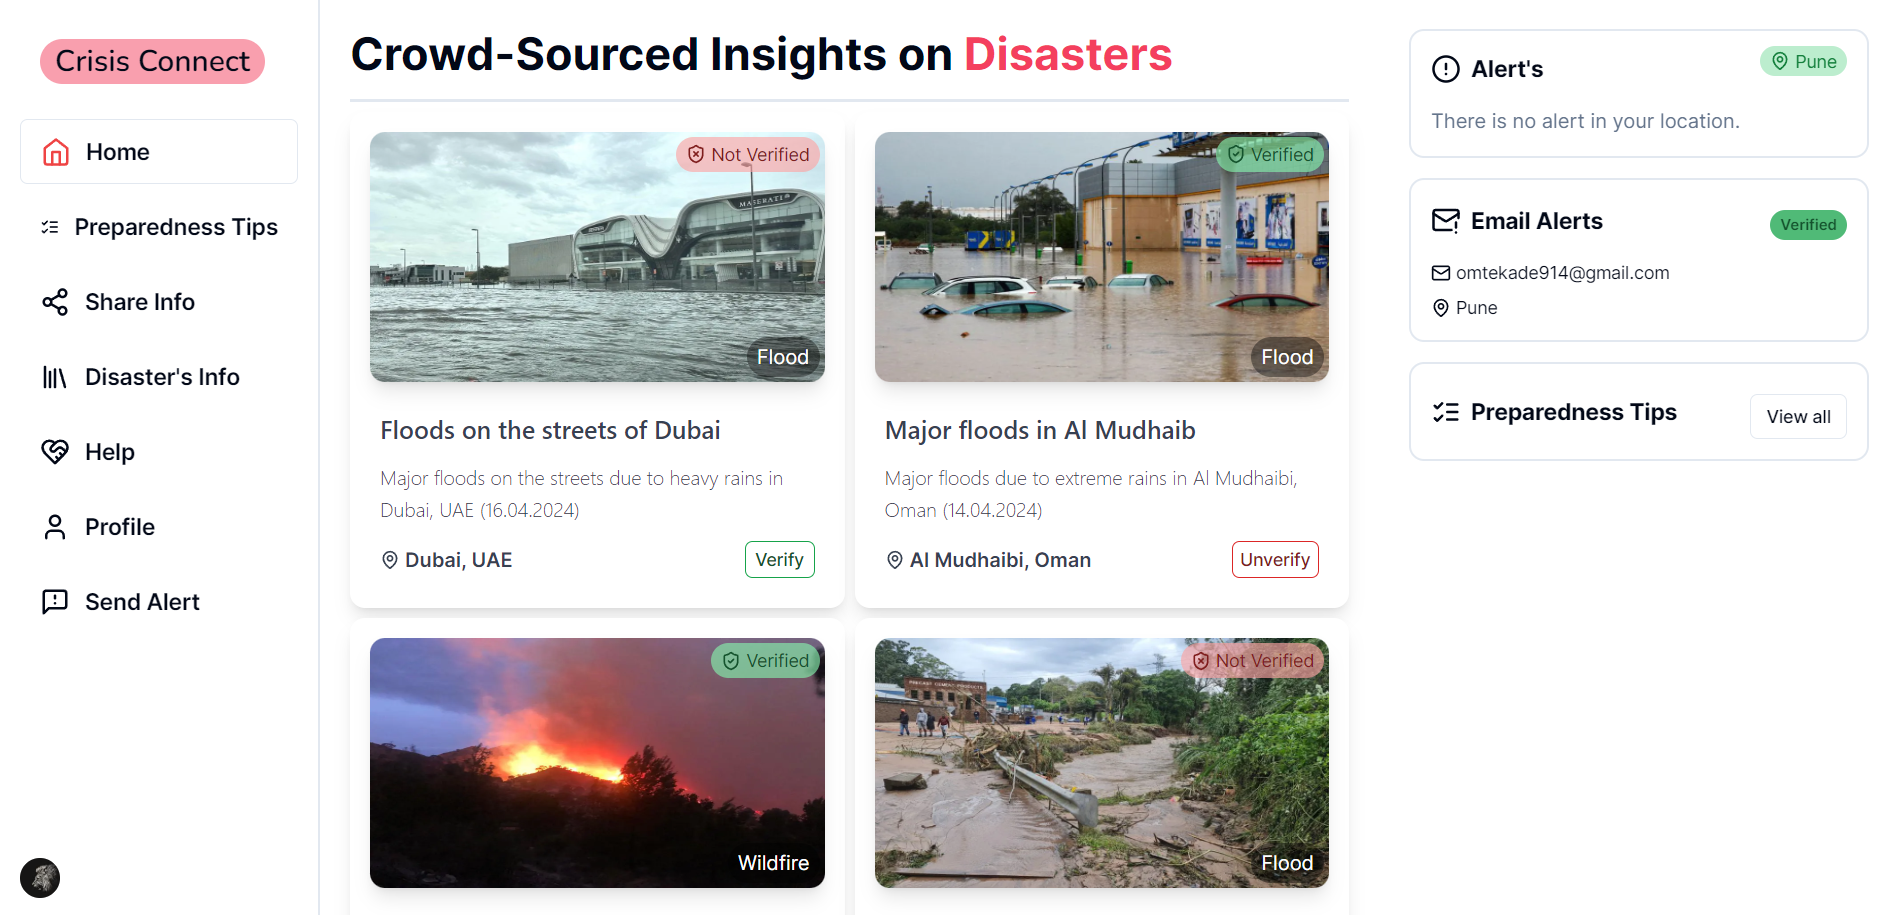 Crisis Connect
Home
Preparedness Tips
Share Info
Disaster's Info
Help
Profile
Send Alert
Crowd-Sourced Insights on Disasters
Not Verified
MASERATI
Flood
Floods on the streets of Dubai
Major floods on the streets due to heavy rains in
Dubai, UAE (16.04.2024)
Dubai, UAE
Verify
Verified
Flood
Major floods in Al Mudhaib
Major floods due to extreme rains in Al Mudhaibi,
Oman (14.04.2024)
Al Mudhaibi, Oman
Unverify
Verified
Wildfire
Not Verified
PRECAST CEMENT PRODUCTS
Flood
Alert's
Pune
There is no alert in your location.
Email Alerts
Verified
omtekade914@gmail.com
Pune
Preparedness Tips
View all